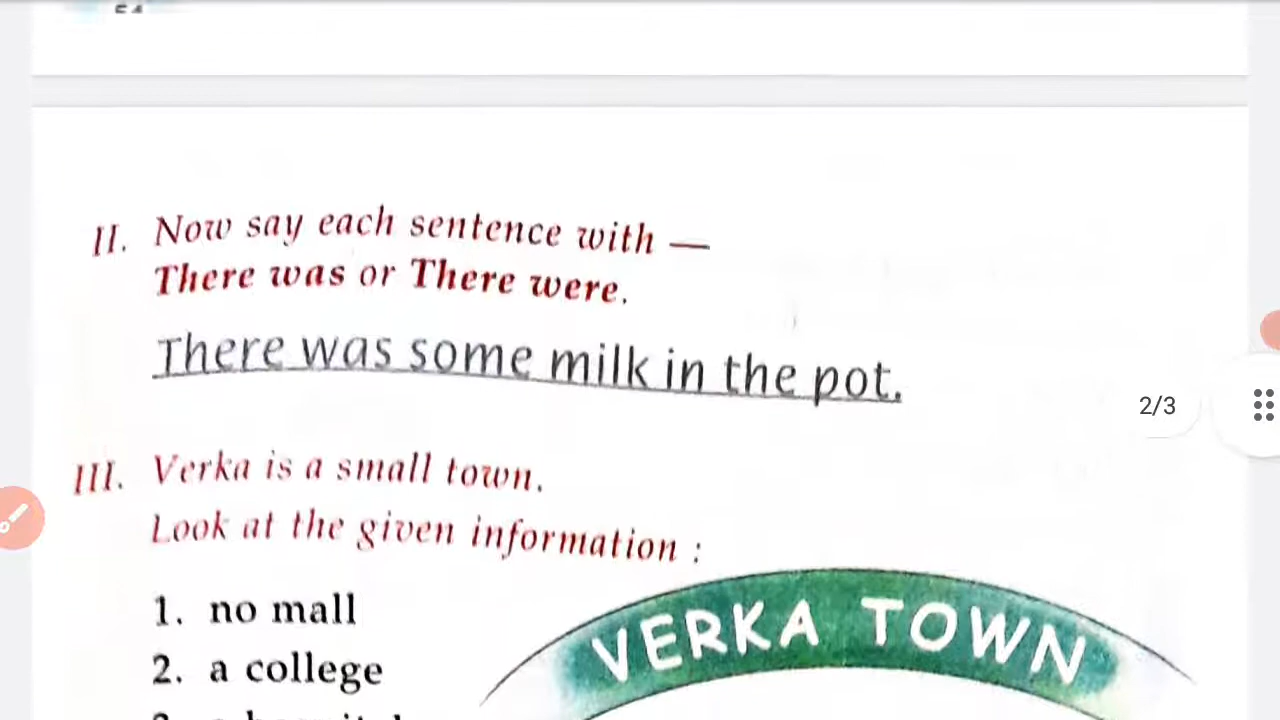 II. Now say each sentence with —
There was or There were.
There was some milk in the pot.
2/3
III. Verka is a small town.
Look at the given information :
1. no mall
2. a college
VERKA TOWN